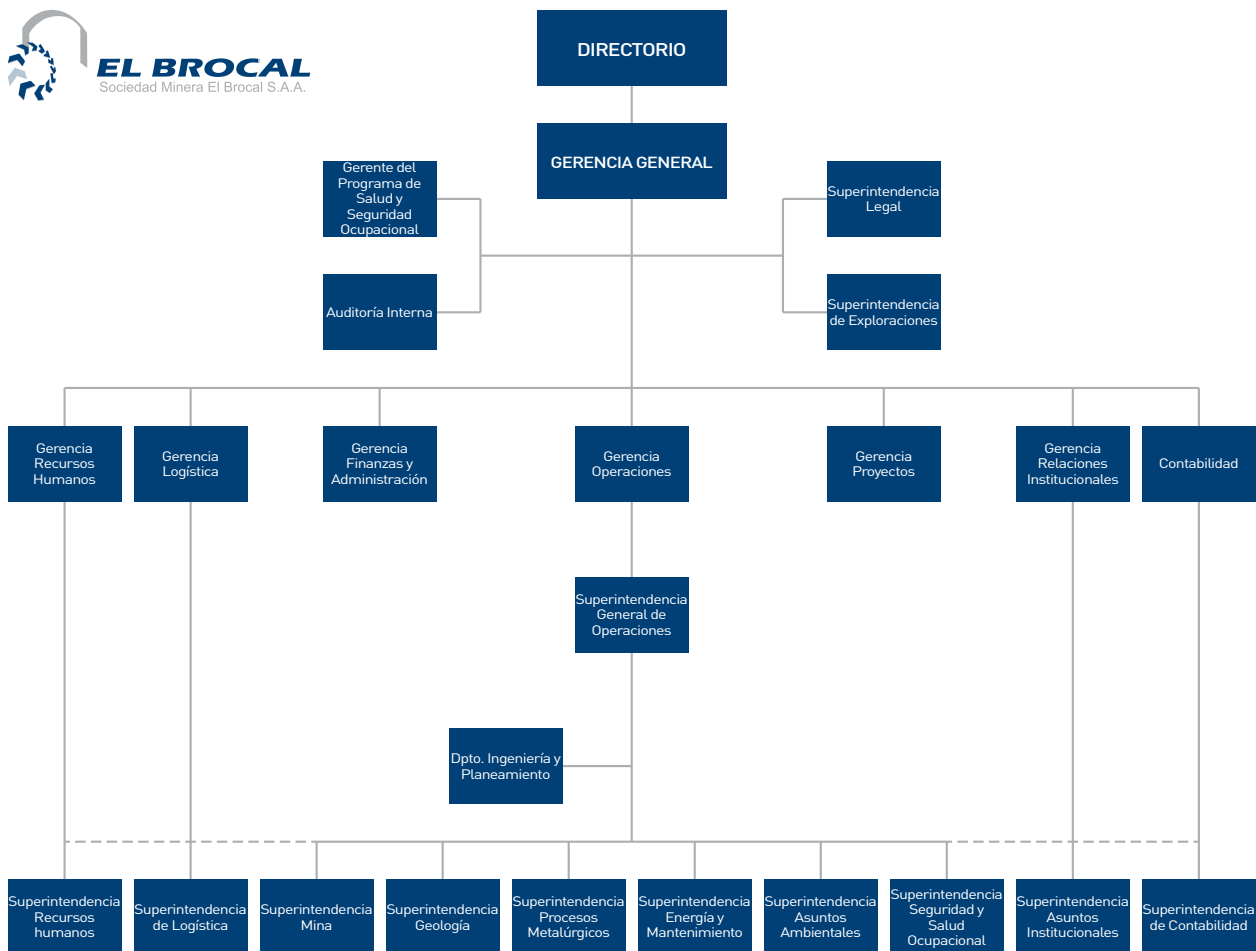 EL BROCAL
Sociedad Minera El Brocal S.A.A.
DIRECTORIO
GERENCIA GENERAL
Gerente del
Programa de
Salud y
Seguridad
Ocupacional
Superintendencia
Legal
Auditoría Interna
Superintendencia
de Exploraciones
Gerencia
Recursos
Humanos
Gerencia
Logística
Gerencia
Finanzas y
Administración
Gerencia
Operaciones
Gerencia
Proyectos
Gerencia
Relaciones
Institucionales
Contabilidad
Superintendencia
General de
Operaciones
Dpto. Ingeniería y
Planeamiento
Superintendencia
Recursos
humanos
Superintendencia
de Logística
Superintendencia
Mina
Superintendencia
Geología
Superintendencia
Procesos
Metalúrgicos
Superintendencia
Energía y
Mantenimiento
Superintendencia
Asuntos
Ambientales
Superintendencia
Seguridad y
Salud
Ocupacional
Superintendencia
Asuntos
Institucionales
Superintendencia
de Contabilidad